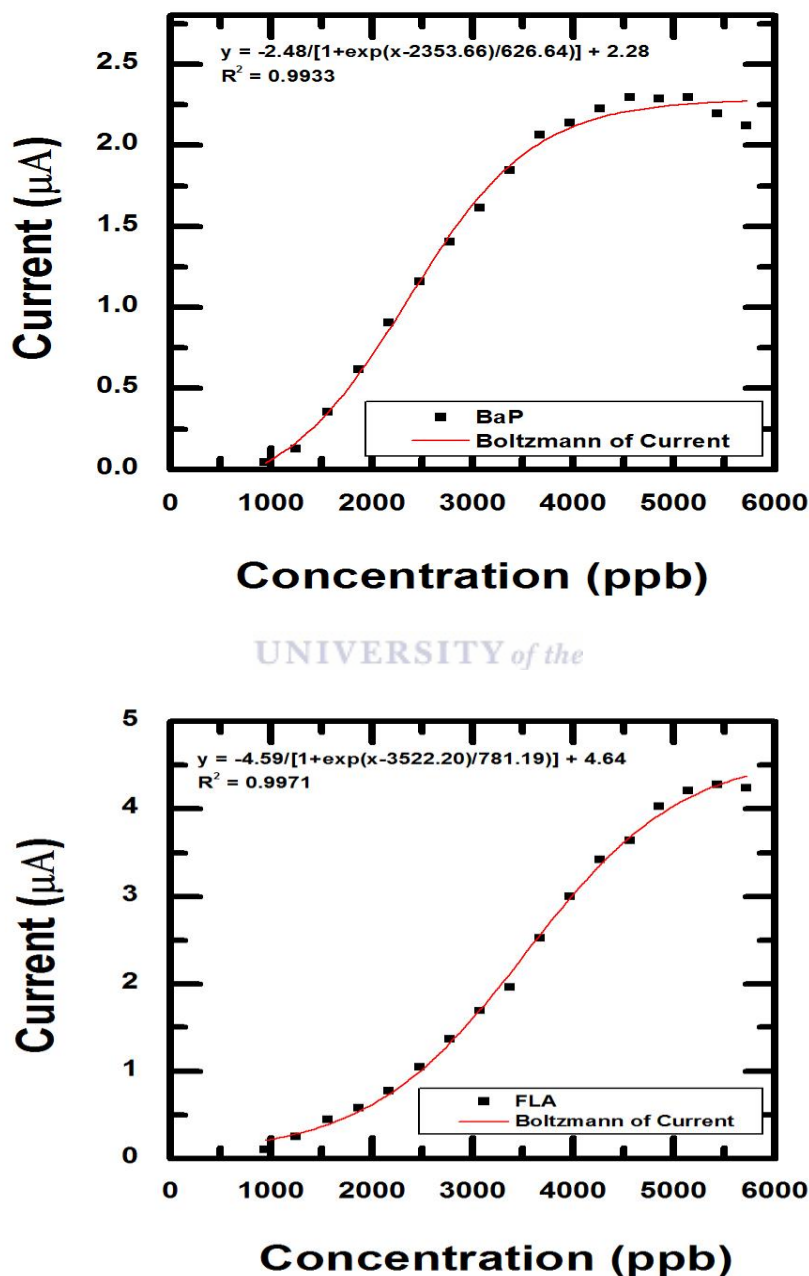 y = -2.48/[1+exp(x-2353.66)/626.64)] + 2.28
R² = 0.9933
2.5
2.0
1.5
1.0
0.5
0.0
Current (μA)
BaP
Boltzmann of Current
0 1000 2000 3000 4000 5000 6000
Concentration (ppb)
UNIVERSITY of the
y = -4.59/[1+exp(x-3522.20)/781.19)] + 4.64
R² = 0.9971
5
4
3
2
1
0
Current (μA)
FLA
Boltzmann of Current
0 1000 2000 3000 4000 5000 6000
Concentration (ppb)